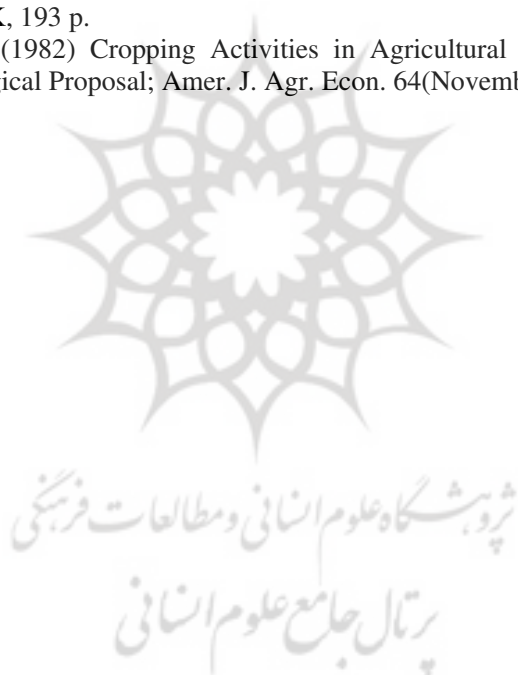 K, 193 p.
(1982) Cropping Activities in Agricultural
gical Proposal; Amer. J. Agr. Econ. 64(Novemb
پژوهشگاه علوم انسانی و مطالعات فرهنگی
پرتال جامع علوم انسانی